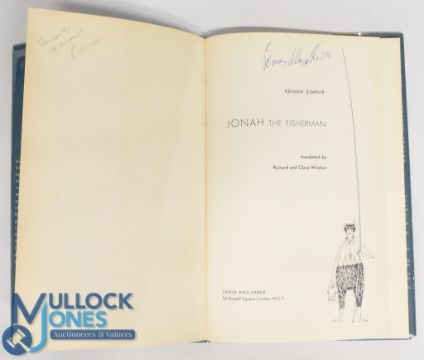 REINER ZIMNIK
JONAH THE FISHERMAN
translated by
Richard and Clara Winston
FABER AND FABER
24 Russell Square London W.C.1
MULLOCK
JONES
Auctioneers & Valuers